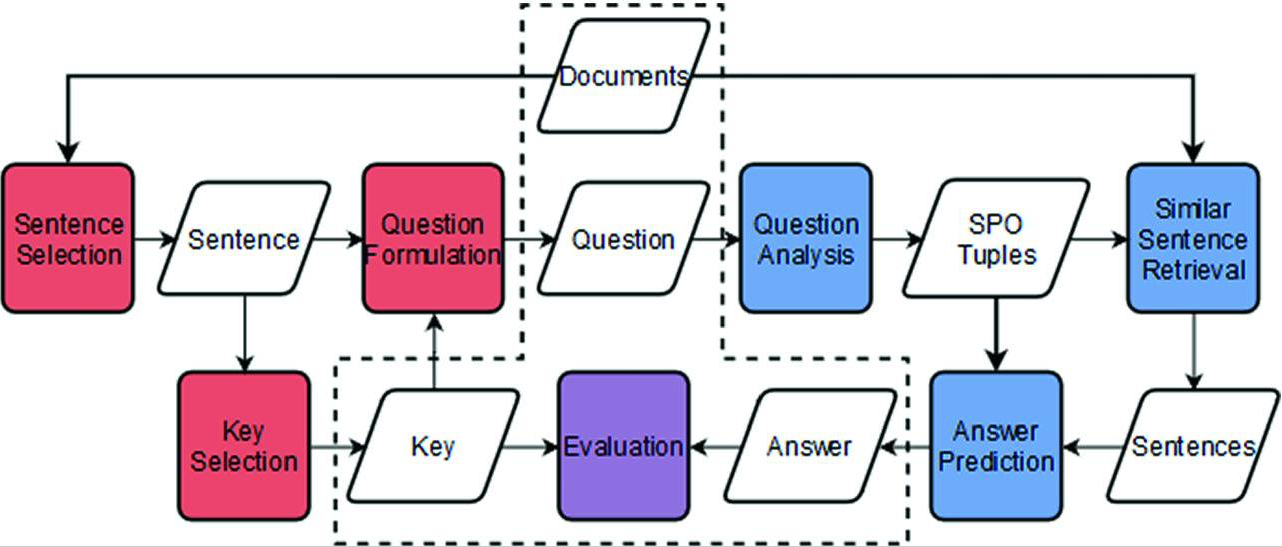 Documents
Sentence
Selection
Sentence
Question
Formulation
Question
Question
Analysis
SPO
Tuples
Similar
Sentence
Retrieval
Key
Selection
Key
Evaluation
Answer
Answer
Prediction
Sentences